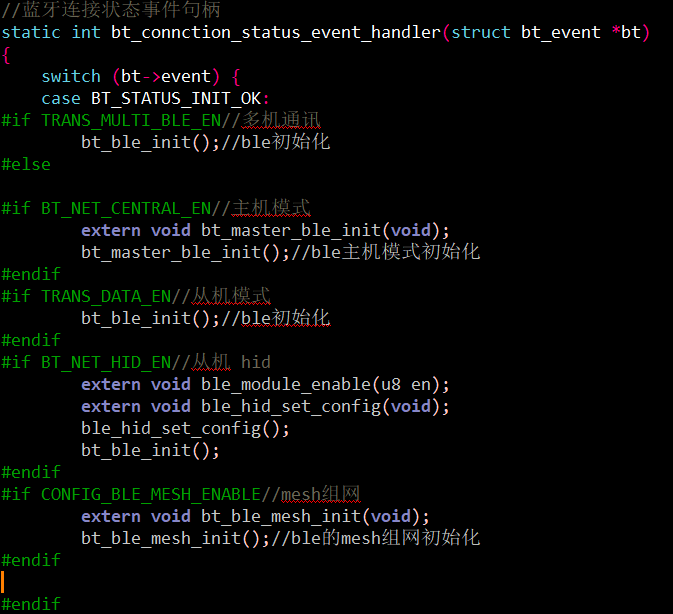 //蓝牙连接状态事件句柄
static int bt_connction_status_event_handler(struct bt_event *bt)
{
    switch (bt->event) {
    case BT_STATUS_INIT_OK:
#if TRANS_MULTI_BLE_EN//多机通讯
        bt_ble_init();//ble初始化
#else

#if BT_NET_CENTRAL_EN//主机模式
        extern void bt_master_ble_init(void);
        bt_master_ble_init();//ble主机模式初始化
#endif
#if TRANS_DATA_EN//从机模式
        bt_ble_init();//ble初始化
#endif
#if BT_NET_HID_EN//从机 hid
        extern void ble_module_enable(u8 en);
        extern void ble_hid_set_config(void);
        ble_hid_set_config();
        bt_ble_init();
#endif
#if CONFIG_BLE_MESH_ENABLE//mesh组网
        extern void bt_ble_mesh_init(void);
        bt_ble_mesh_init();//ble的mesh组网初始化
#endif

#endif